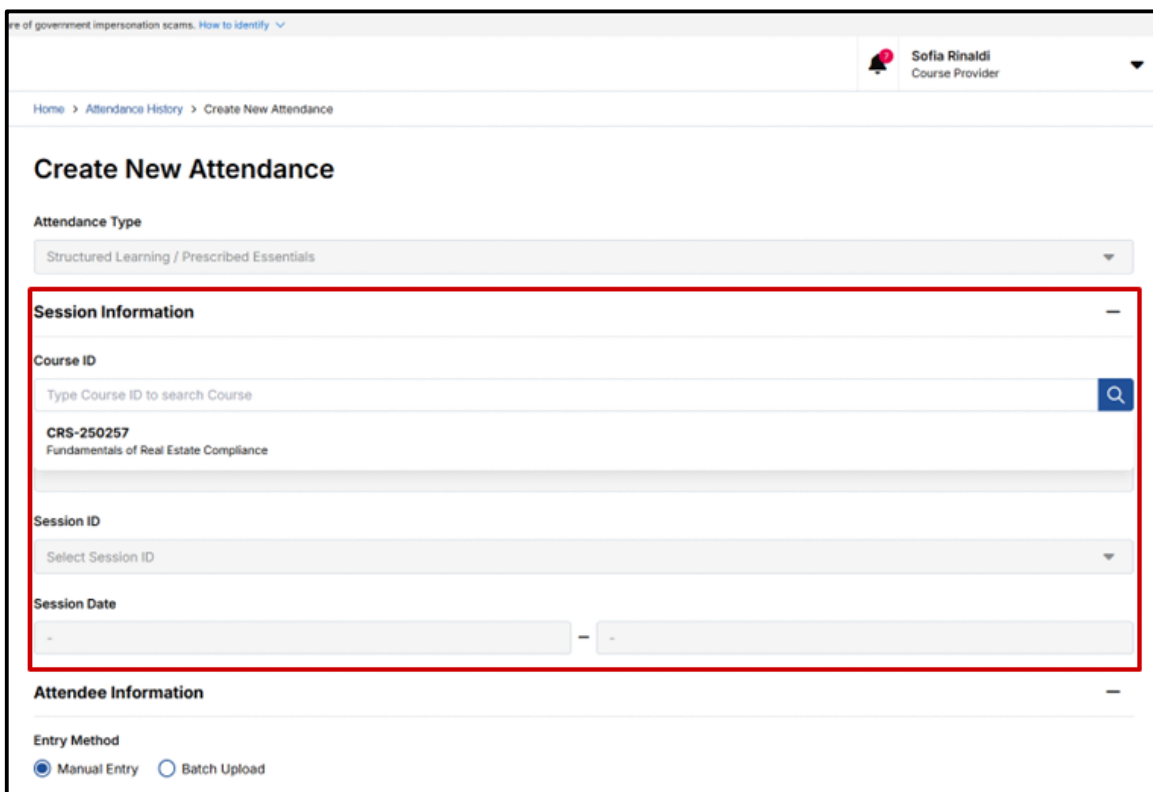 re of government impersonation scams. How to identify
7
Sofia Rinaldi
Course Provider
Home > Attendance History > Create New Attendance
Create New Attendance
Attendance Type
Structured Learning / Prescribed Essentials
Session Information
Course ID
Type Course ID to search Course
CRS-250257
Fundamentals of Real Estate Compliance
Session ID
Select Session ID
Session Date
- – -
Attendee Information
Entry Method
Manual Entry Batch Upload